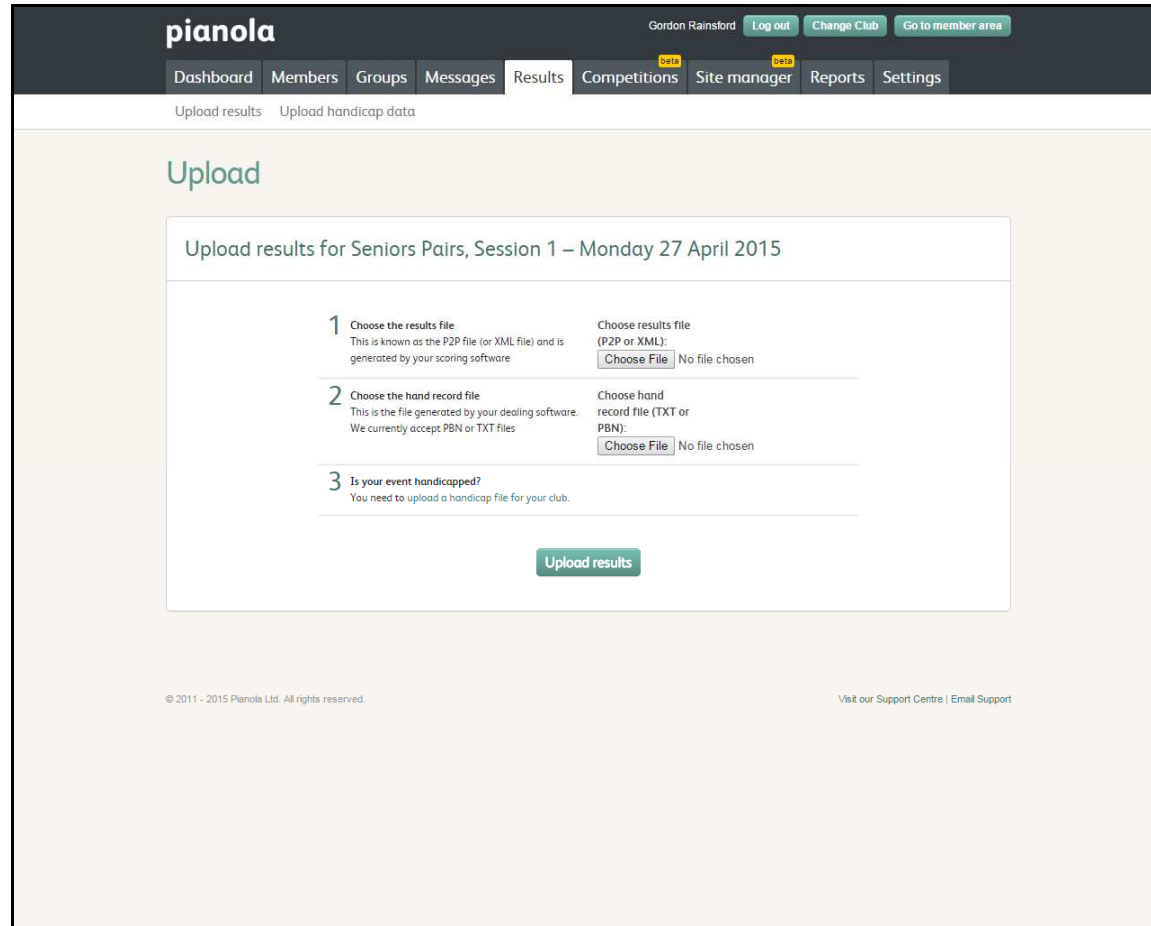 pianola
Gordon Rainsford Log out Change Club Go to member area
beta beta
Dashboard Members Groups Messages Results Competitions Site manager Reports Settings
Upload results Upload handicap data
Upload
Upload results for Seniors Pairs, Session 1 – Monday 27 April 2015
1 Choose the results file
This is known as the P2P file (or XML file) and is
generated by your scoring software
Choose results file
(P2P or XML):
Choose File No file chosen
2 Choose the hand record file
This is the file generated by your dealing software.
We currently accept PBN or TXT files
Choose hand
record file (TXT or
PBN):
Choose File No file chosen
3 Is your event handicapped?
You need to upload a handicap file for your club.
Upload results
© 2011 - 2015 Pianola Ltd. All rights reserved.
Visit our Support Centre | Email Support